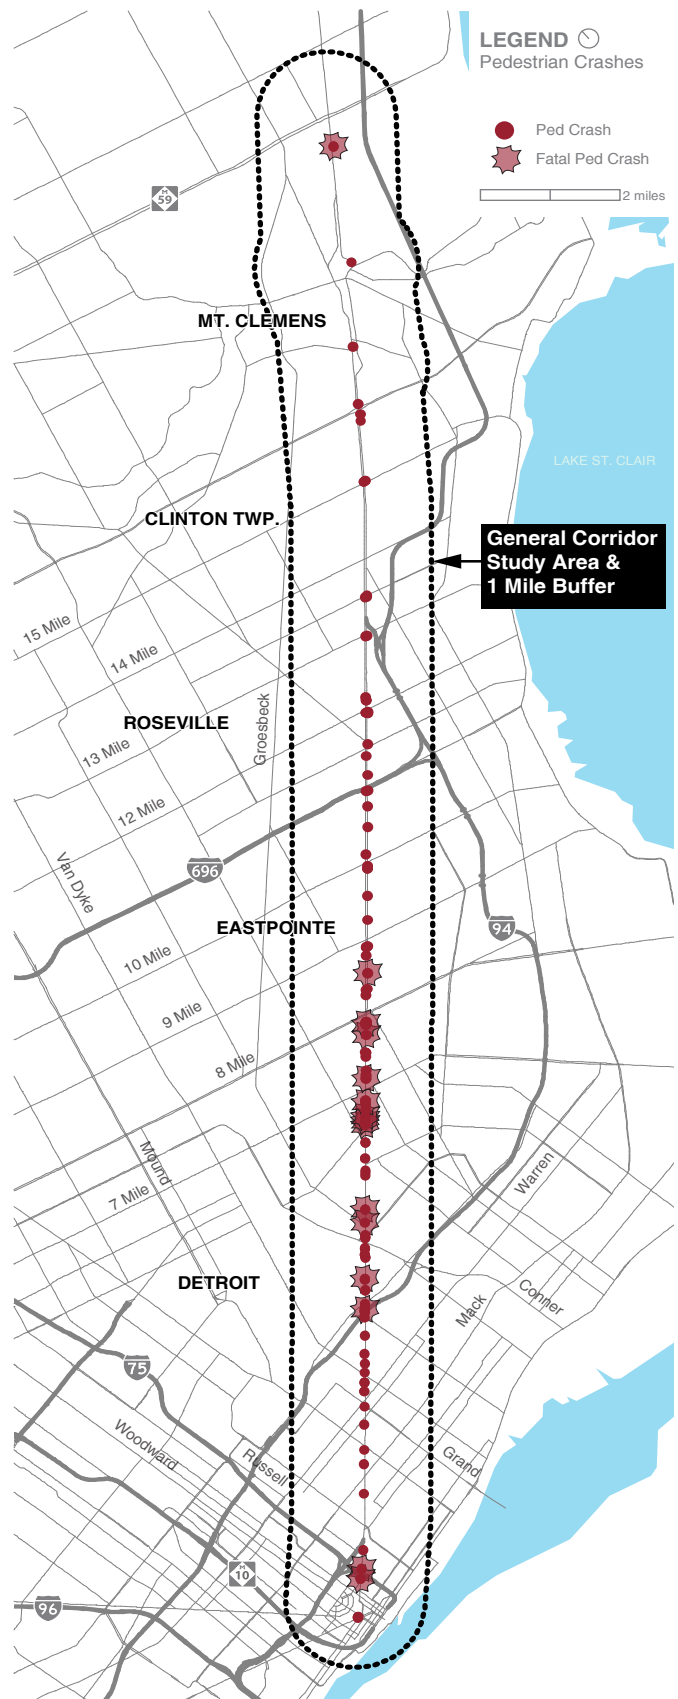 LEGEND
Pedestrian Crashes
Ped Crash
Fatal Ped Crash
2 miles
M
59
MT. CLEMENS
LAKE ST. CLAIR
CLINTON TWP.
General Corridor
Study Area &
1 Mile Buffer
15 Mile
14 Mile
Groesbeck
ROSEVILLE
13 Mile
12 Mile
Van Dyke
696
EASTPOINTE
94
10 Mile
9 Mile
8 Mile
Mound
Warren
7 Mile
DETROIT
Conner
Mack
75
Woodward
Russell
Grand
M
10
96